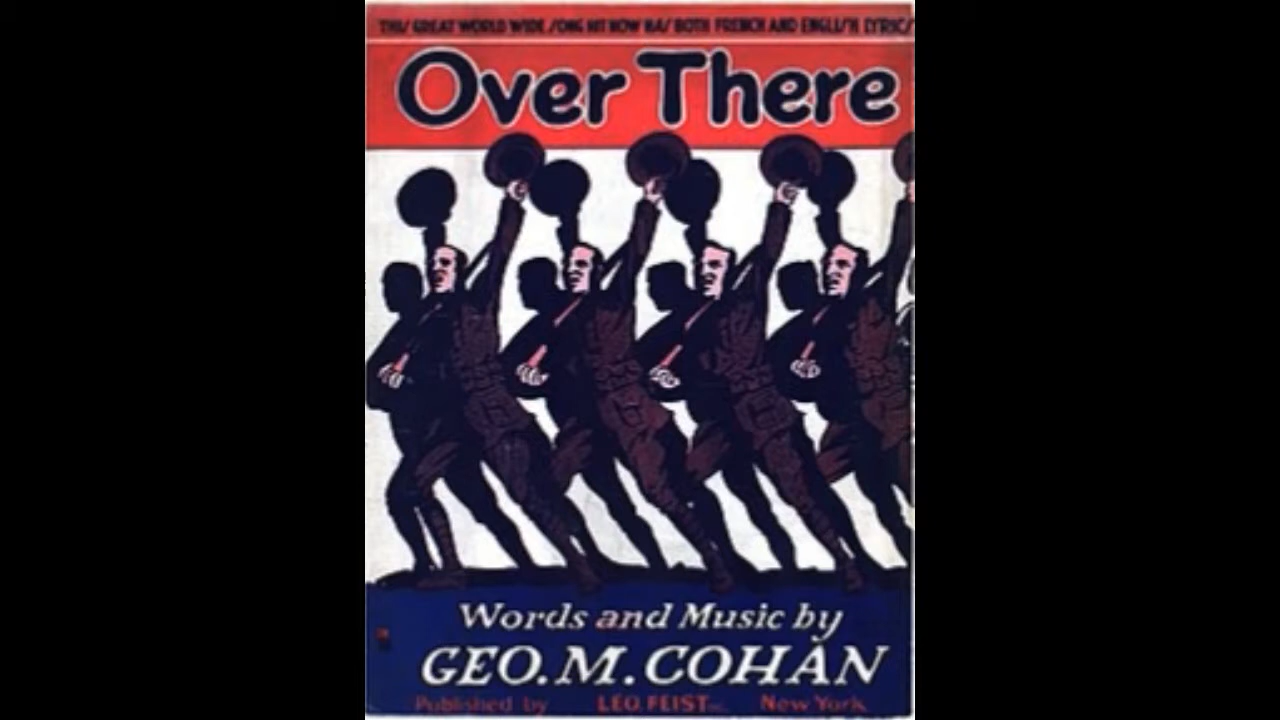 THIS GREAT WORLD WIDE SONG HIT NOW HAS BOTH FRENCH AND ENGLISH LYRICS
Over There
Words and Music by
GEO. M. COHAN
Published by LEO. FEIST INC. New York